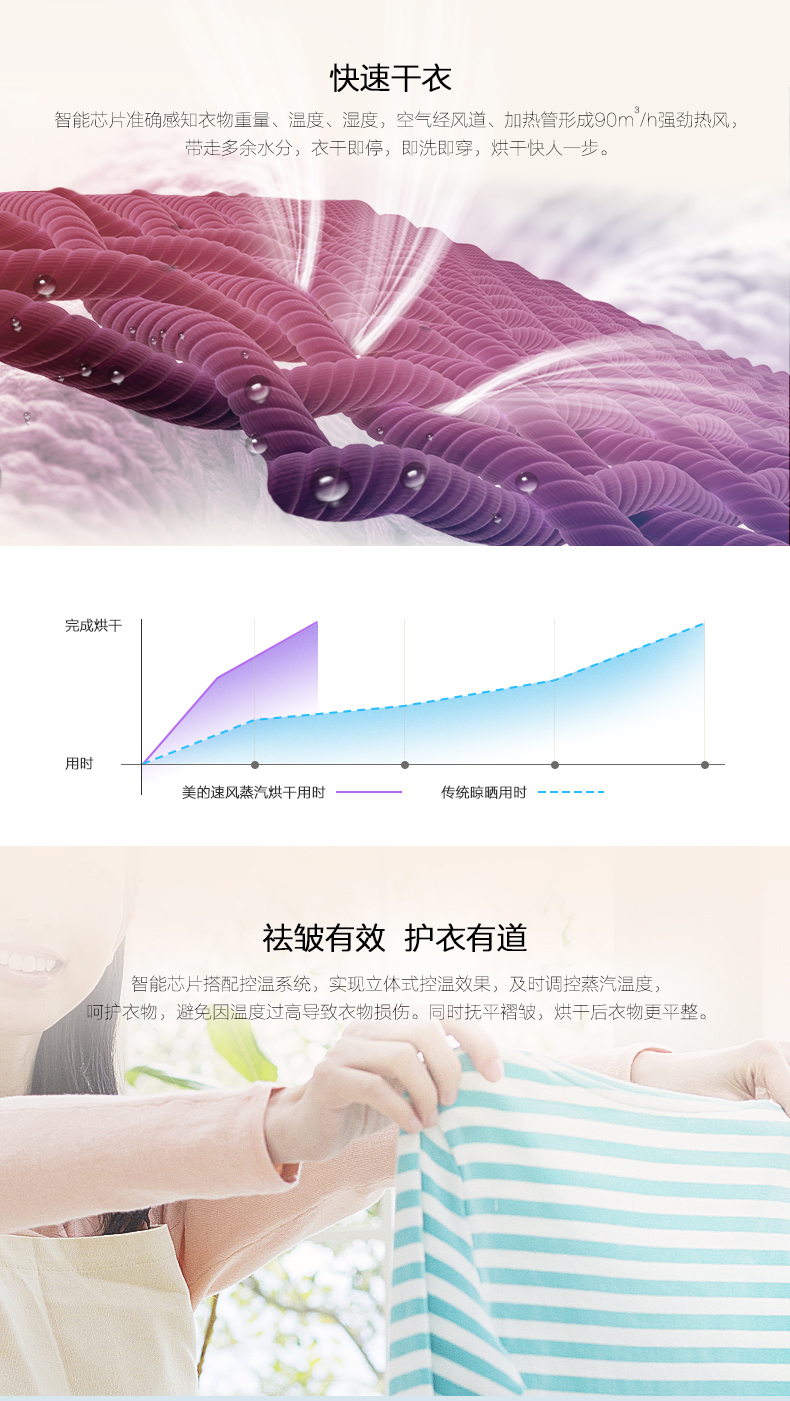 快速干衣
智能芯片准确感知衣物重量、温度、湿度，空气经风道、加热管形成90m³/h强劲热风，
带走多余水分，衣干即停，即洗即穿，烘干快人一步。
完成烘干
用时
美的速风蒸汽烘干用时
传统晾晒用时
祛皱有效 护衣有道
智能芯片搭配控温系统，实现立体式控温效果，及时调控蒸汽温度，
呵护衣物，避免因温度过高导致衣物损伤。同时抚平褶皱，烘干后衣物更平整。